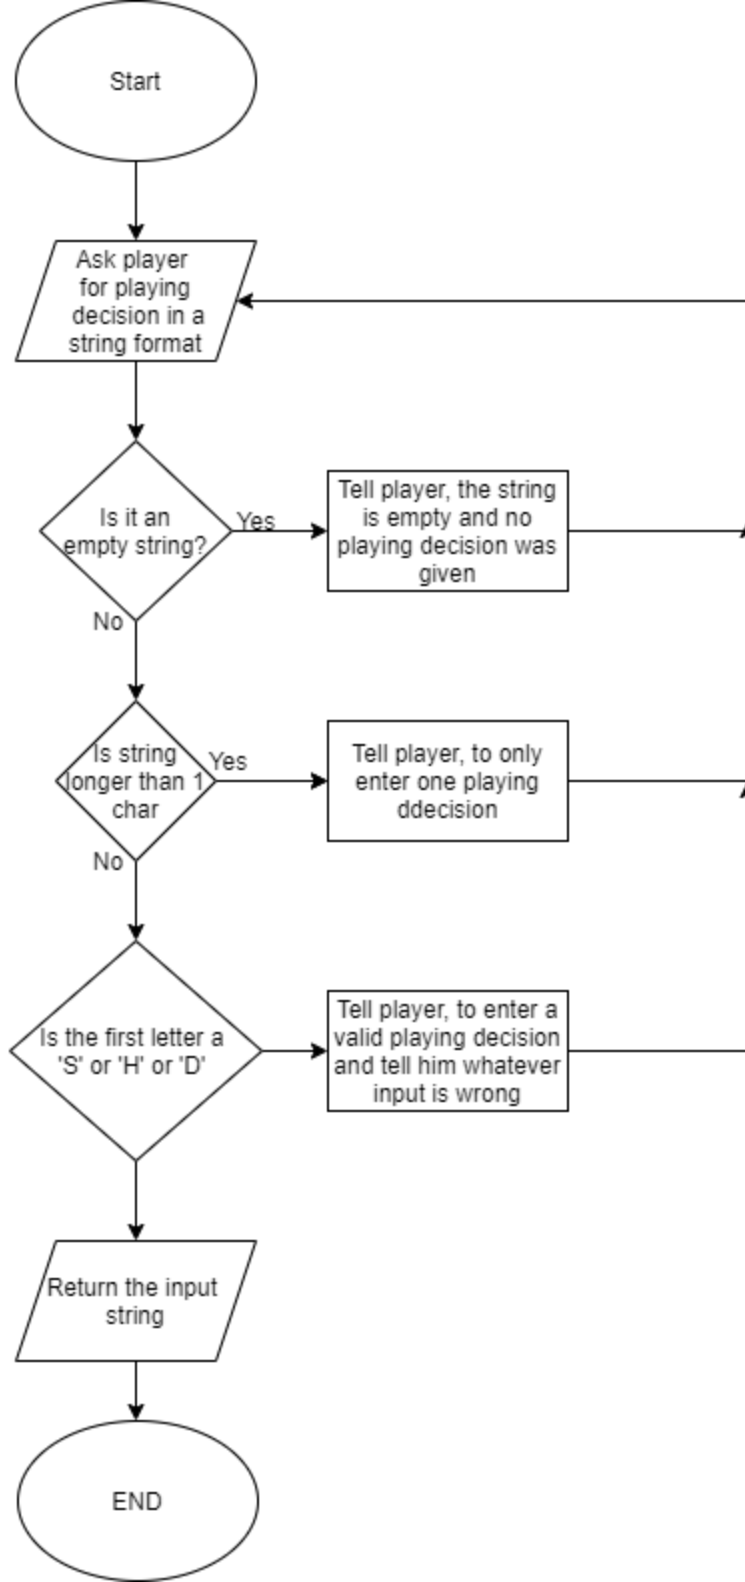 Start
Ask player
for playing
decision in a
string format
Is it an
empty string?
Yes
Tell player, the string
is empty and no
playing decision was
given
No
Is string
longer than 1
char
Yes
Tell player, to only
enter one playing
ddecision
No
Is the first letter a
'S' or 'H' or 'D'
Tell player, to enter a
valid playing decision
and tell him whatever
input is wrong
Return the input
string
END